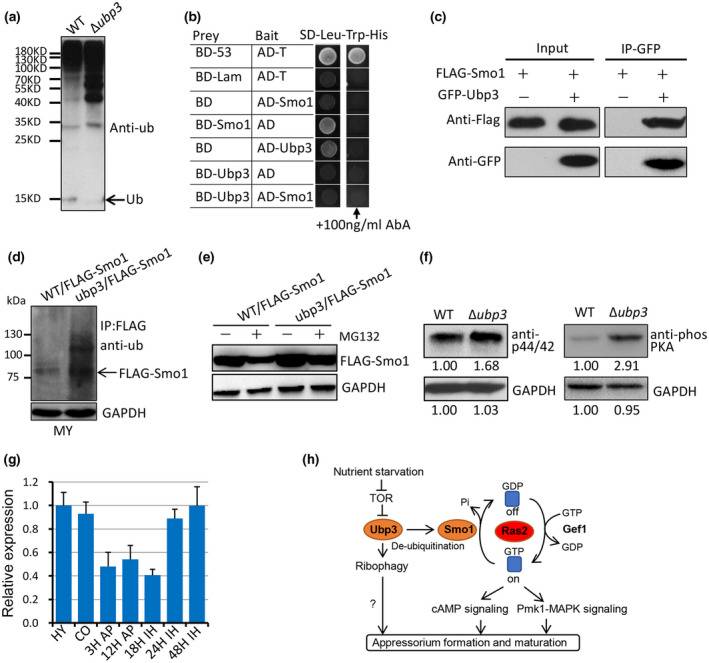 (a)
WT Δubp3
180KD
130KD
100KD
70KD
55KD
40KD
35KD
25KD
15KD
Anti-ub
Ub
(b)
Prey Bait SD-Leu-Trp-His
BD-53 AD-T
BD-Lam AD-T
BD AD-Smo1
BD-Smo1 AD
BD AD-Ubp3
BD-Ubp3 AD
BD-Ubp3 AD-Smo1
+100ng/ml AbA
(c)
Input IP-GFP
FLAG-Smo1 + + + +
GFP-Ubp3 − + − +
Anti-Flag
Anti-GFP
(d)
WT/FLAG-Smo1
ubp3/FLAG-Smo1
kDa
130
100
75
IP:FLAG
anti-ub
FLAG-Smo1
GAPDH
MY
(e)
WT/FLAG-Smo1
ubp3/FLAG-Smo1
− + − + MG132
FLAG-Smo1
GAPDH
(f)
WT Δubp3
anti-
p44/42
1.00 1.68
GAPDH
1.00 1.03
WT Δubp3
anti-phos
PKA
1.00 2.91
GAPDH
1.00 0.95
(g)
Relative expression
1.2
1.0
0.8
0.6
0.4
0.2
0
HY CO 3H AP 12H AP 18H IH 24H IH 48H IH
(h)
Nutrient starvation
TOR
Ubp3
Smo1
De-ubiquitination
Ribophagy
?
Pi
GDP
off
Ras2
GTP
on
GTP
Gef1
GDP
cAMP signaling Pmk1-MAPK signaling
Appressorium formation and maturation